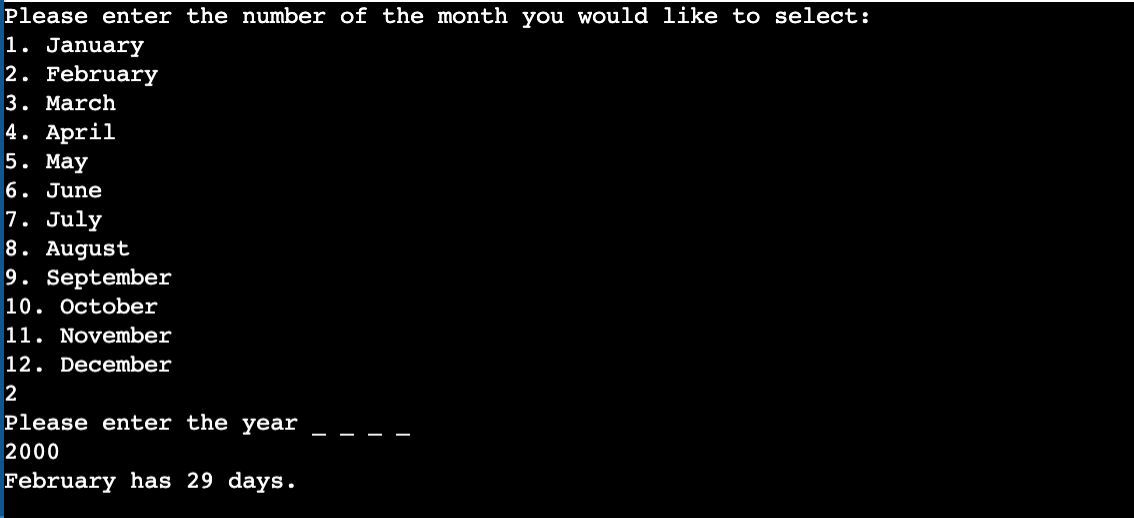 Please enter the number of the month you would like to select:
1. January
2. February
3. March
4. April
5. May
6. June
7. July
8. August
9. September
10. October
11. November
12. December
2
Please enter the year _ _ _ _
2000
February has 29 days.